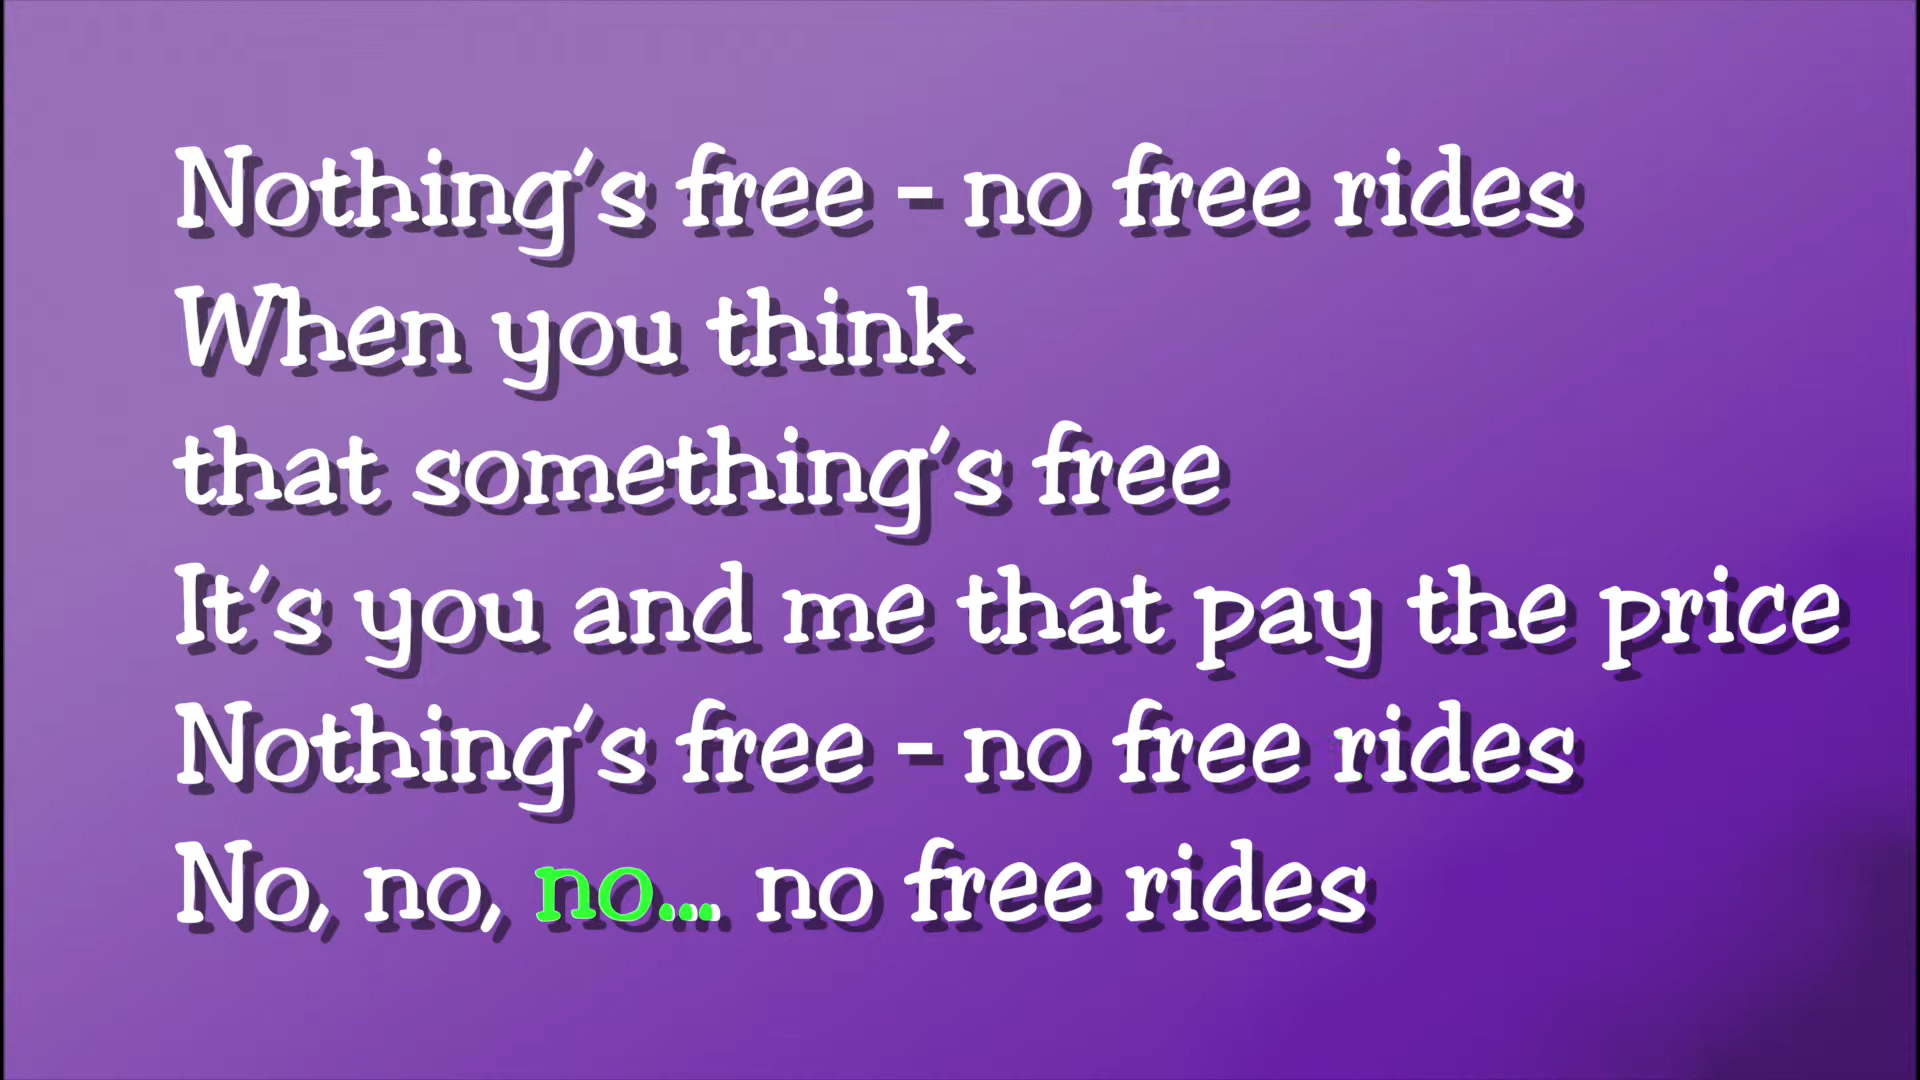 Nothing's free - no free rides
When you think
that something's free
It's you and me that pay the price
Nothing's free - no free rides
No, no, no... no free rides